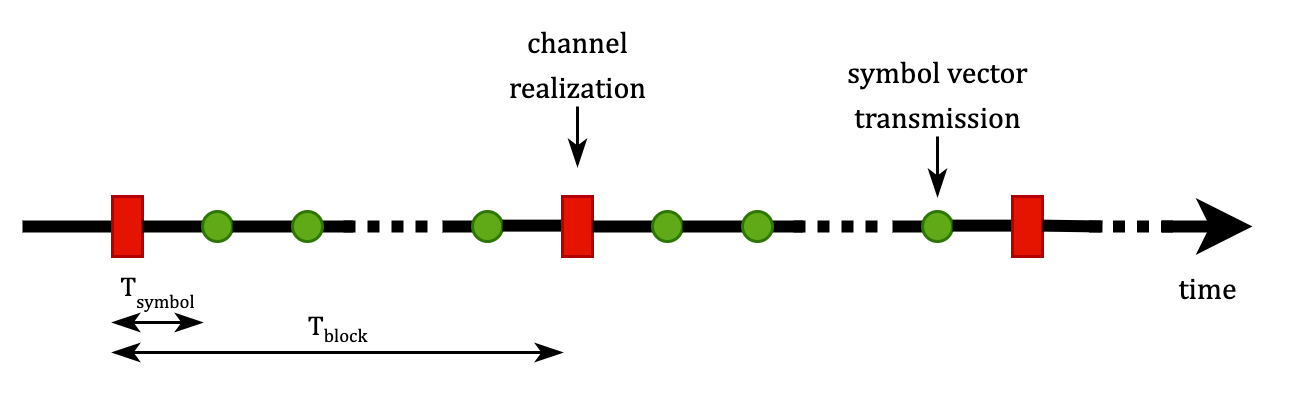 channel
realization
symbol vector
transmission
time
T_symbol
T_block